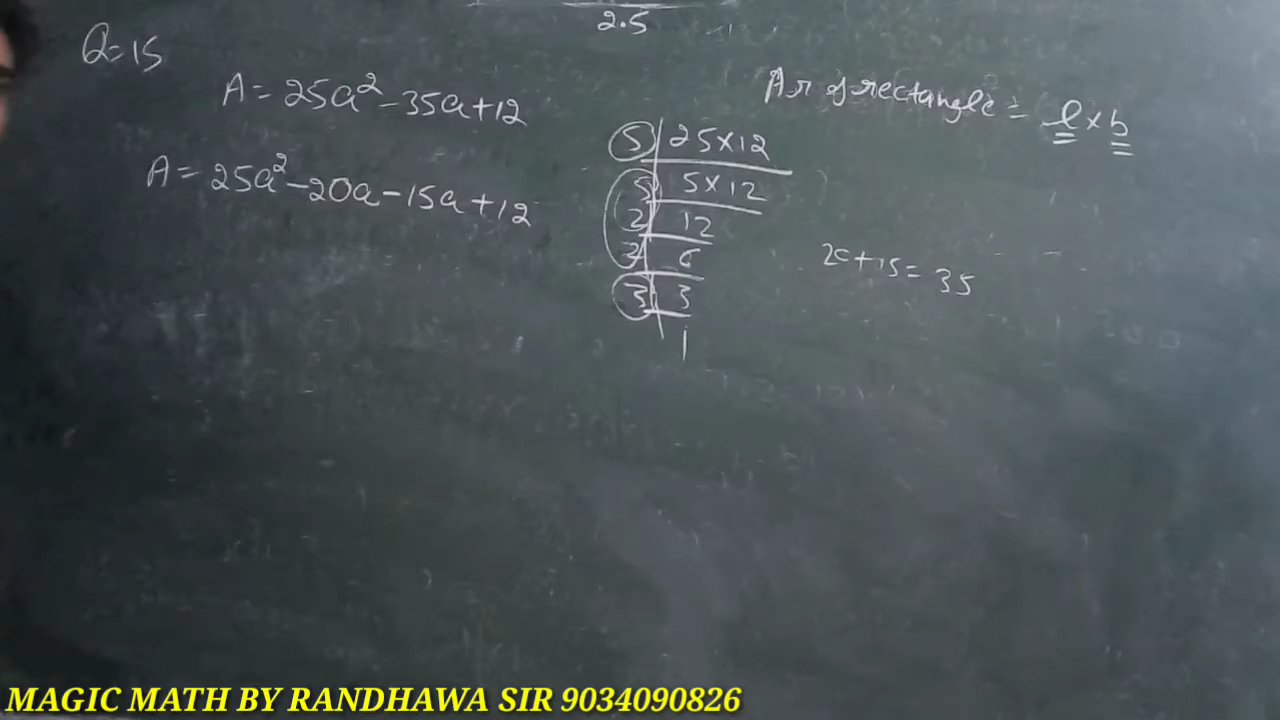 2.5
Q=15
A = 25a² - 35a + 12
Ar of rectangle = l × b
A = 25a² - 20a - 15a + 12
5 | 25×12
5 | 5×12
2 | 12
2 | 6
3 | 3
1
20 + 15 = 35
MAGIC MATH BY RANDHAWA SIR 9034090826